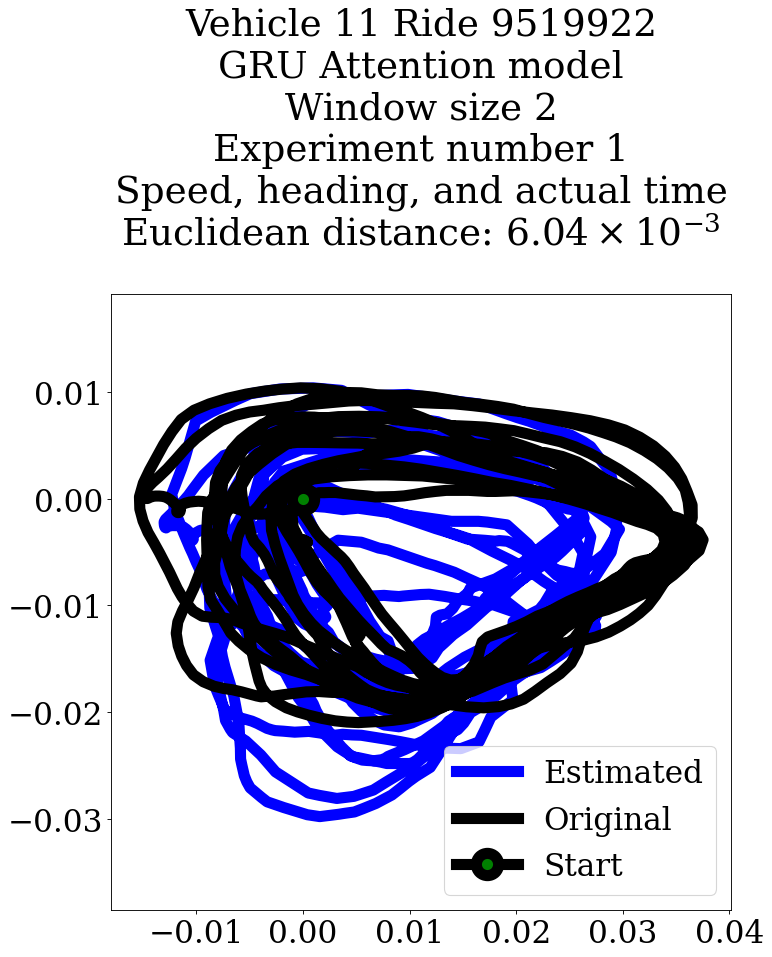 Vehicle 11 Ride 9519922
GRU Attention model
Window size 2
Experiment number 1
Speed, heading, and actual time
Euclidean distance: 6.04 × 10⁻³
0.01
0.00
−0.01
−0.02
−0.03
Estimated
Original
Start
−0.01 0.00 0.01 0.02 0.03 0.04